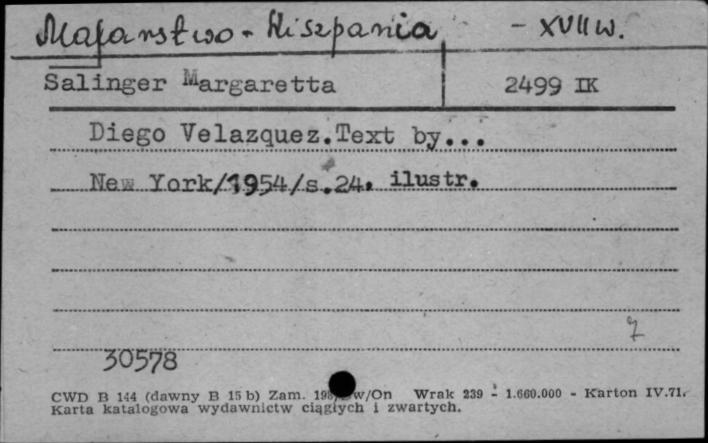 Malarstwo - Hiszpania - XVII w.
Salinger Margaretta 2499 IK
Diego Velazquez.Text by...
New York/1954/s.24, ilustr.
30578
CWD B 144 (dawny B 15 b) Zam. w/On Wrak 239 - 1.660.000 - Karton IV.71.
Karta katalogowa wydawnictw ciągłych i zwartych.